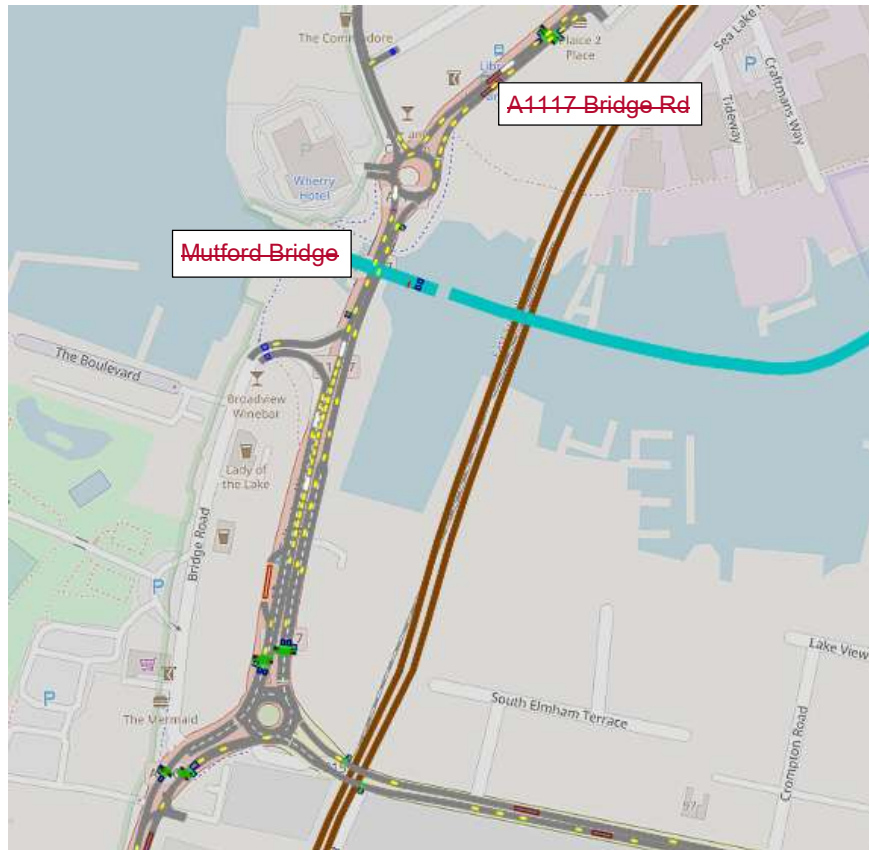 The Commodore
Plaice 2
Place
Sea Lake
Craftmans Way
Tideway
P
A1117 Bridge Rd
P
Wherry
Hotel
Mutford Bridge
The Boulevard
Broadview
Winebar
Lady of
the Lake
Bridge Road
P
P
The Mermaid
South Elmham Terrace
Lake View
Crompton Road